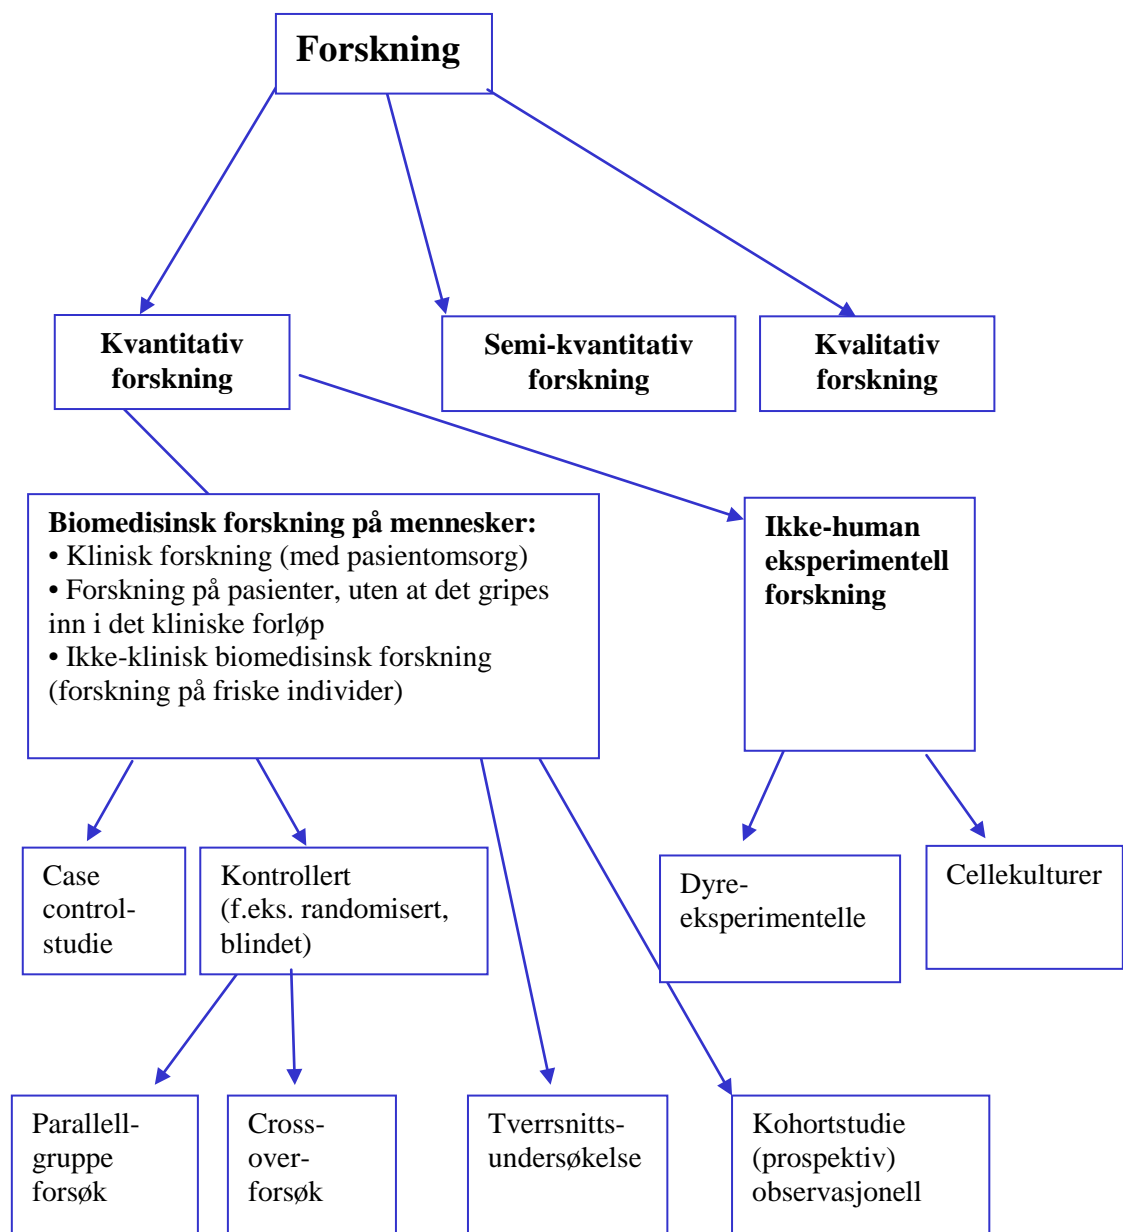 Forskning
Kvantitativ
forskning
Semi-kvantitativ
forskning
Kvalitativ
forskning
Biomedisinsk forskning på mennesker:
• Klinisk forskning (med pasientomsorg)
• Forskning på pasienter, uten at det gripes
inn i det kliniske forløp
• Ikke-klinisk biomedisinsk forskning
(forskning på friske individer)
Ikke-human
eksperimentell
forskning
Case
control-
studie
Kontrollert
(f.eks. randomisert,
blindet)
Dyre-
eksperimentelle
Cellekulturer
Parallell-
gruppe
forsøk
Cross-
over-
forsøk
Tverrsnitts-
undersøkelse
Kohortstudie
(prospektiv)
observasjonell